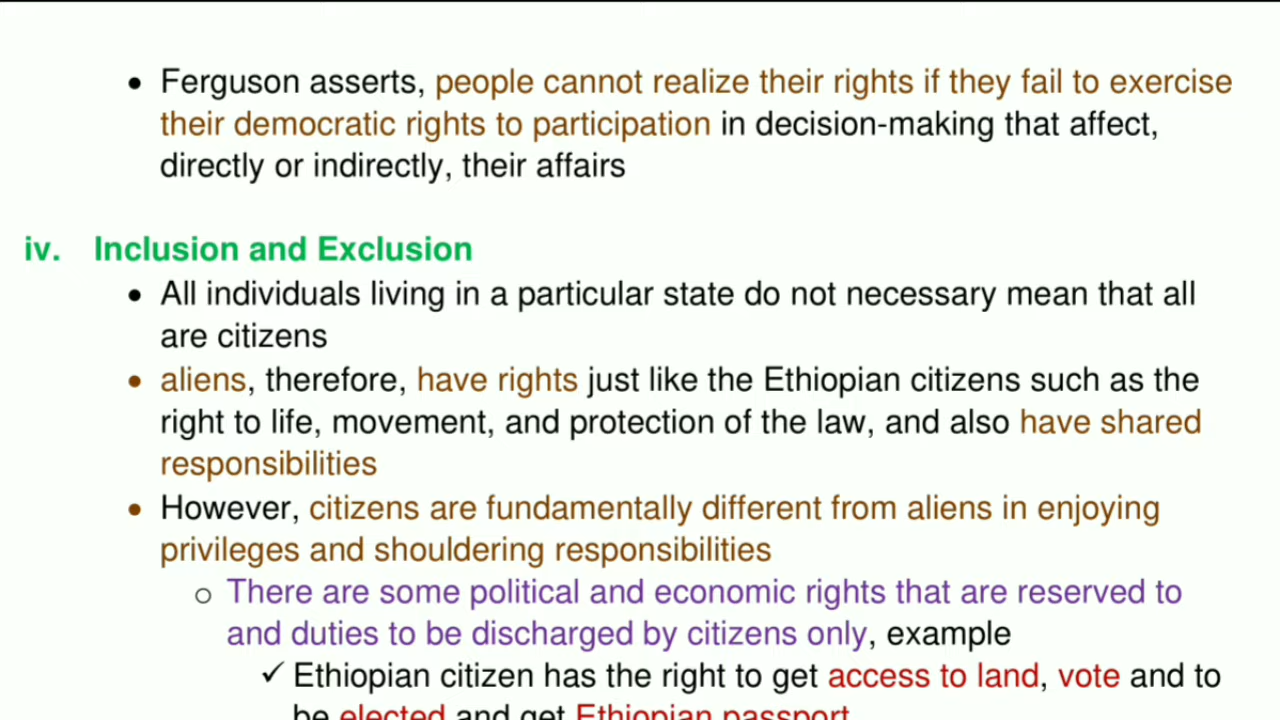 • Ferguson asserts, people cannot realize their rights if they fail to exercise
their democratic rights to participation in decision-making that affect,
directly or indirectly, their affairs
iv. Inclusion and Exclusion
• All individuals living in a particular state do not necessary mean that all
are citizens
• aliens, therefore, have rights just like the Ethiopian citizens such as the
right to life, movement, and protection of the law, and also have shared
responsibilities
• However, citizens are fundamentally different from aliens in enjoying
privileges and shouldering responsibilities
○ There are some political and economic rights that are reserved to
and duties to be discharged by citizens only, example
✓ Ethiopian citizen has the right to get access to land, vote and to
be elected and get Ethiopian passport